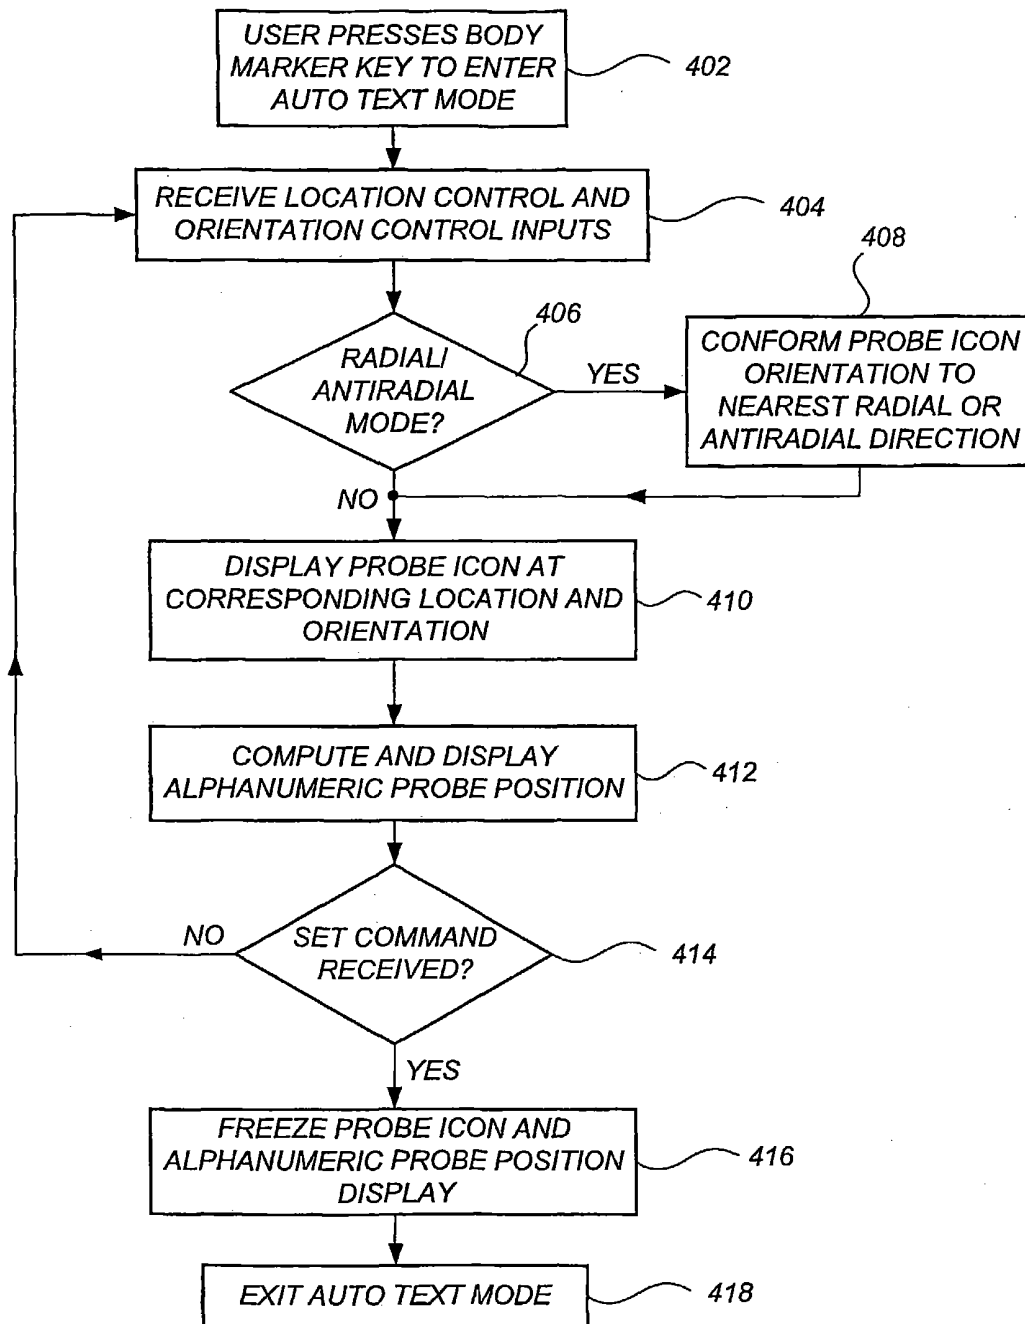 USER PRESSES BODY
MARKER KEY TO ENTER
AUTO TEXT MODE
402
RECEIVE LOCATION CONTROL AND
ORIENTATION CONTROL INPUTS
404
408
406
RADIAL/
ANTIRADIAL
MODE?
YES
CONFORM PROBE ICON
ORIENTATION TO
NEAREST RADIAL OR
ANTIRADIAL DIRECTION
NO
DISPLAY PROBE ICON AT
CORRESPONDING LOCATION AND
ORIENTATION
410
COMPUTE AND DISPLAY
ALPHANUMERIC PROBE POSITION
412
NO
SET COMMAND
RECEIVED?
414
YES
FREEZE PROBE ICON AND
ALPHANUMERIC PROBE POSITION
DISPLAY
416
EXIT AUTO TEXT MODE
418